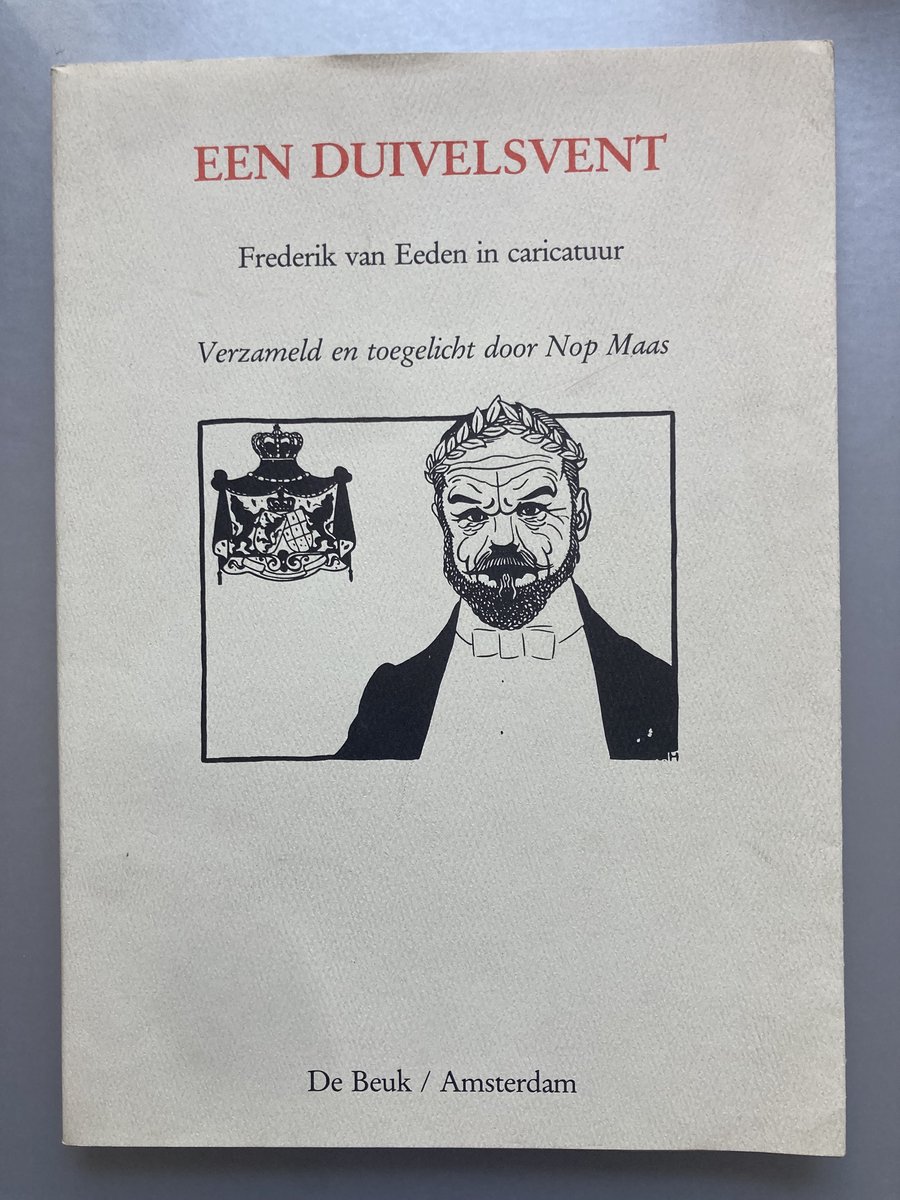 EEN DUIVELSVENT
Frederik van Eeden in caricatuur
Verzameld en toegelicht door Nop Maas
De Beuk / Amsterdam